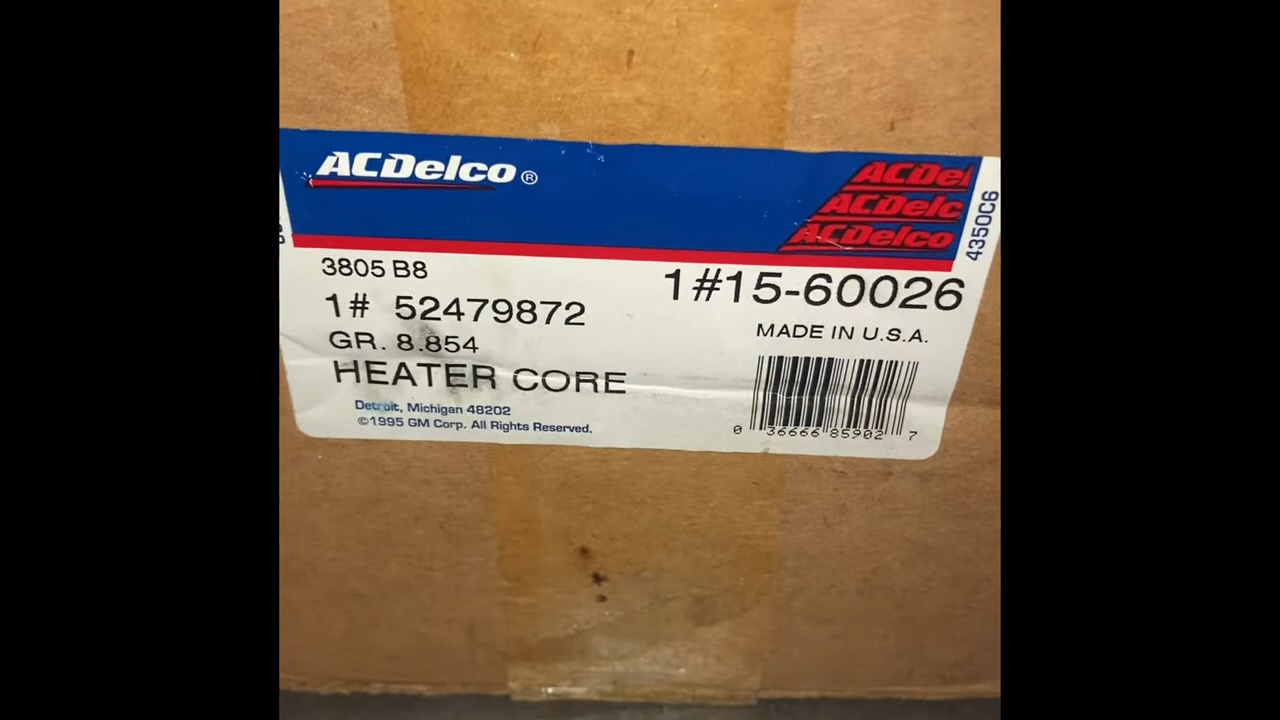 ACDelco®
ACDel
ACDelc
ACDelco
4350C6
3805 B8
1#15-60026
1# 52479872
MADE IN U.S.A.
GR. 8.854
HEATER CORE
Detroit, Michigan 48202
©1995 GM Corp. All Rights Reserved.
0 36666 85902 7